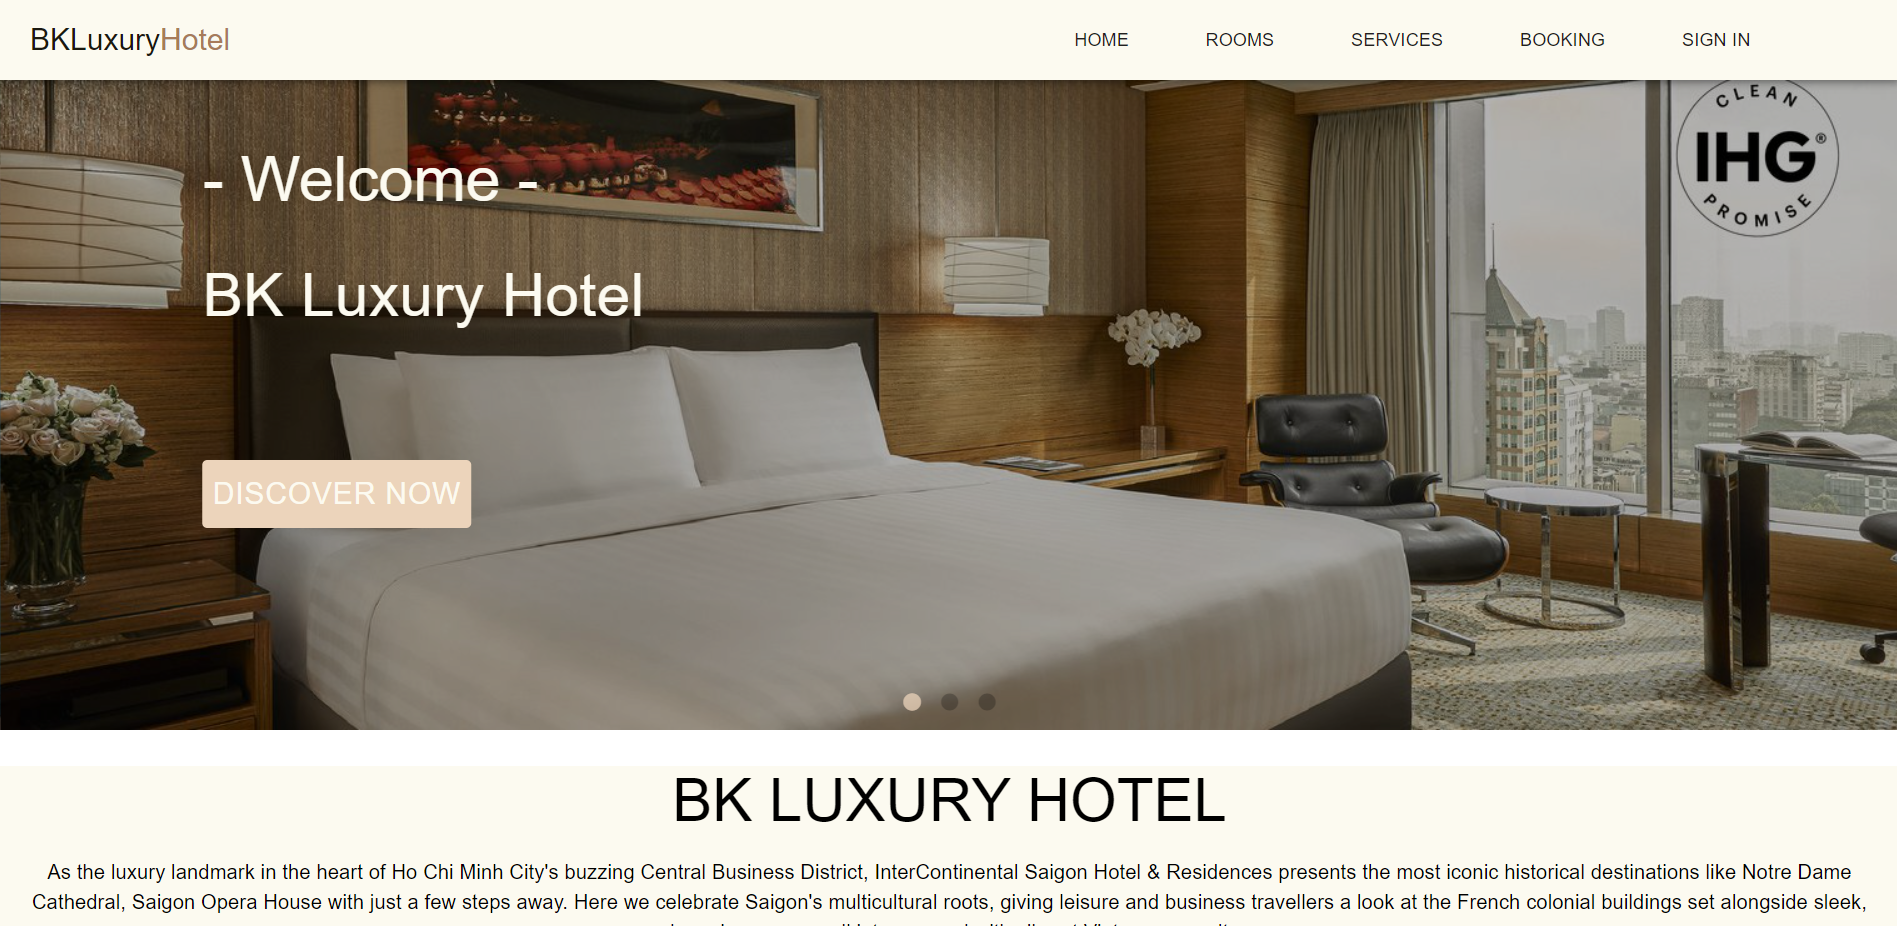 BKLuxuryHotel
HOME
ROOMS
SERVICES
BOOKING
SIGN IN
CLEAN
IHG®
PROMISE
- Welcome -
BK Luxury Hotel
DISCOVER NOW
BK LUXURY HOTEL
As the luxury landmark in the heart of Ho Chi Minh City's buzzing Central Business District, InterContinental Saigon Hotel & Residences presents the most iconic historical destinations like Notre Dame
Cathedral, Saigon Opera House with just a few steps away. Here we celebrate Saigon's multicultural roots, giving leisure and business travellers a look at the French colonial buildings set alongside sleek,